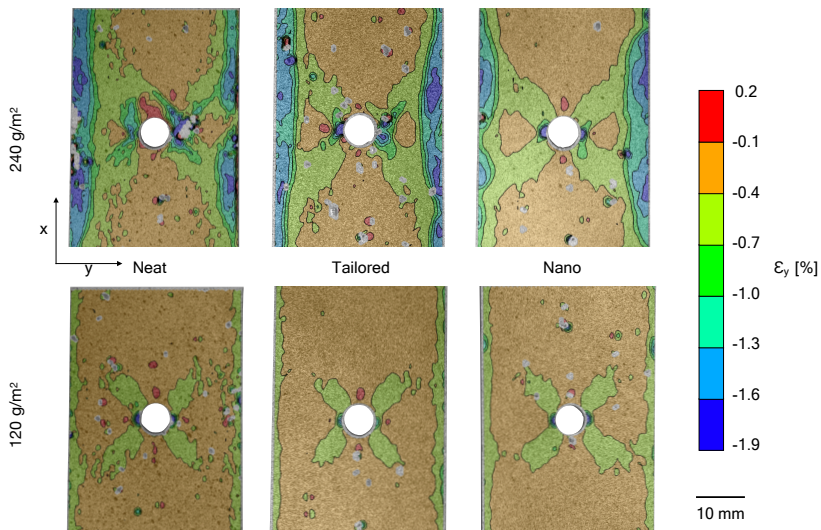 240 g/m²
x
y
Neat
Tailored
Nano
120 g/m²
0.2
-0.1
-0.4
-0.7
-1.0
-1.3
-1.6
-1.9
Ɛy [%]
10 mm